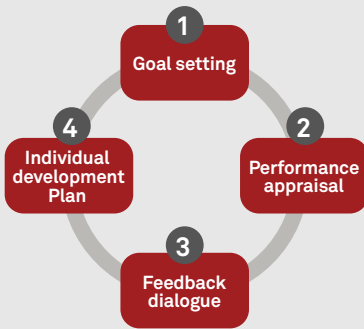 1
Goal setting
2
Performance
appraisal
3
Feedback
dialogue
4
Individual
development
Plan